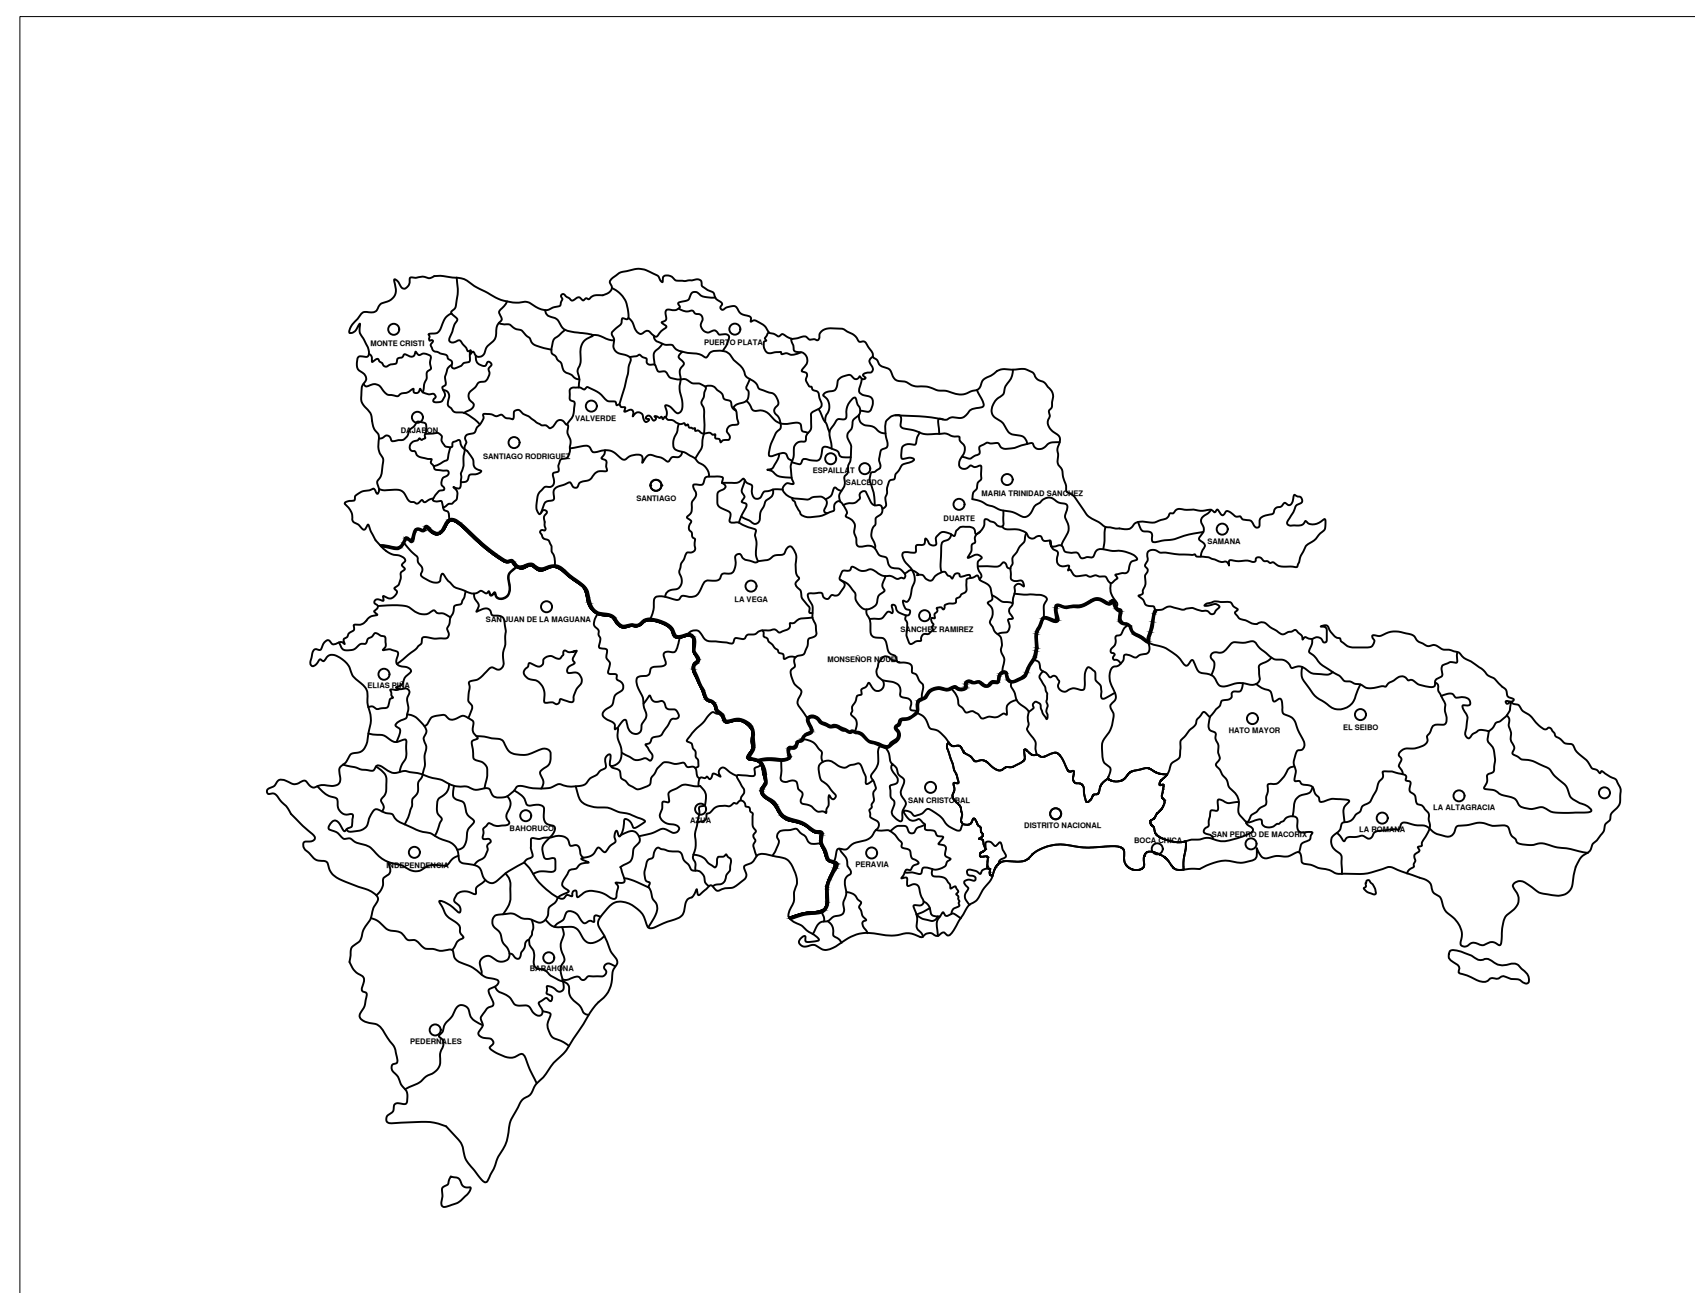 MONTE CRISTI
PUERTO PLATA
VALVERDE
DAJABON
SANTIAGO RODRIGUEZ
ESPAILLAT
SALCEDO
SANTIAGO
MARIA TRINIDAD SANCHEZ
DUARTE
SAMANA
LA VEGA
SAN JUAN DE LA MAGUANA
SANCHEZ RAMIREZ
MONSEÑOR NOUEL
ELIAS PIÑA
HATO MAYOR
EL SEIBO
SAN CRISTOBAL
LA ALTAGRACIA
AZUA
DISTRITO NACIONAL
BAHORUCO
LA ROMANA
SAN PEDRO DE MACORIX
BOCA CHICA
INDEPENDENCIA
PERAVIA
BARAHONA
PEDERNALES